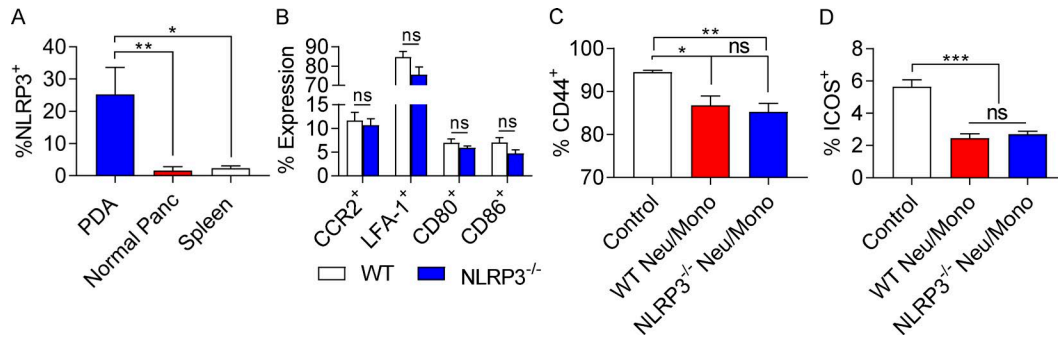 A
%NLRP3+
40
30
20
10
0
**
*
PDA
Normal Panc
Spleen
B
% Expression
90
80
70
15
10
5
0
ns
ns
ns
ns
CCR2+
LFA-1+
CD80+
CD86+
WT
NLRP3-/-
C
% CD44+
100
90
80
70
**
*
ns
Control
WT Neu/Mono
NLRP3-/- Neu/Mono
D
% ICOS+
8
6
4
2
0
***
ns
Control
WT Neu/Mono
NLRP3-/- Neu/Mono